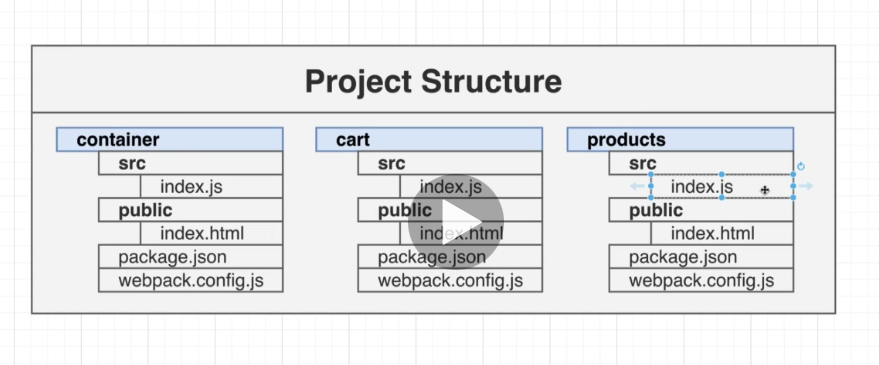 Project Structure
container
src
index.js
public
index.html
package.json
webpack.config.js
cart
src
index.js
public
index.html
package.json
webpack.config.js
products
src
index.js
public
index.html
package.json
webpack.config.js